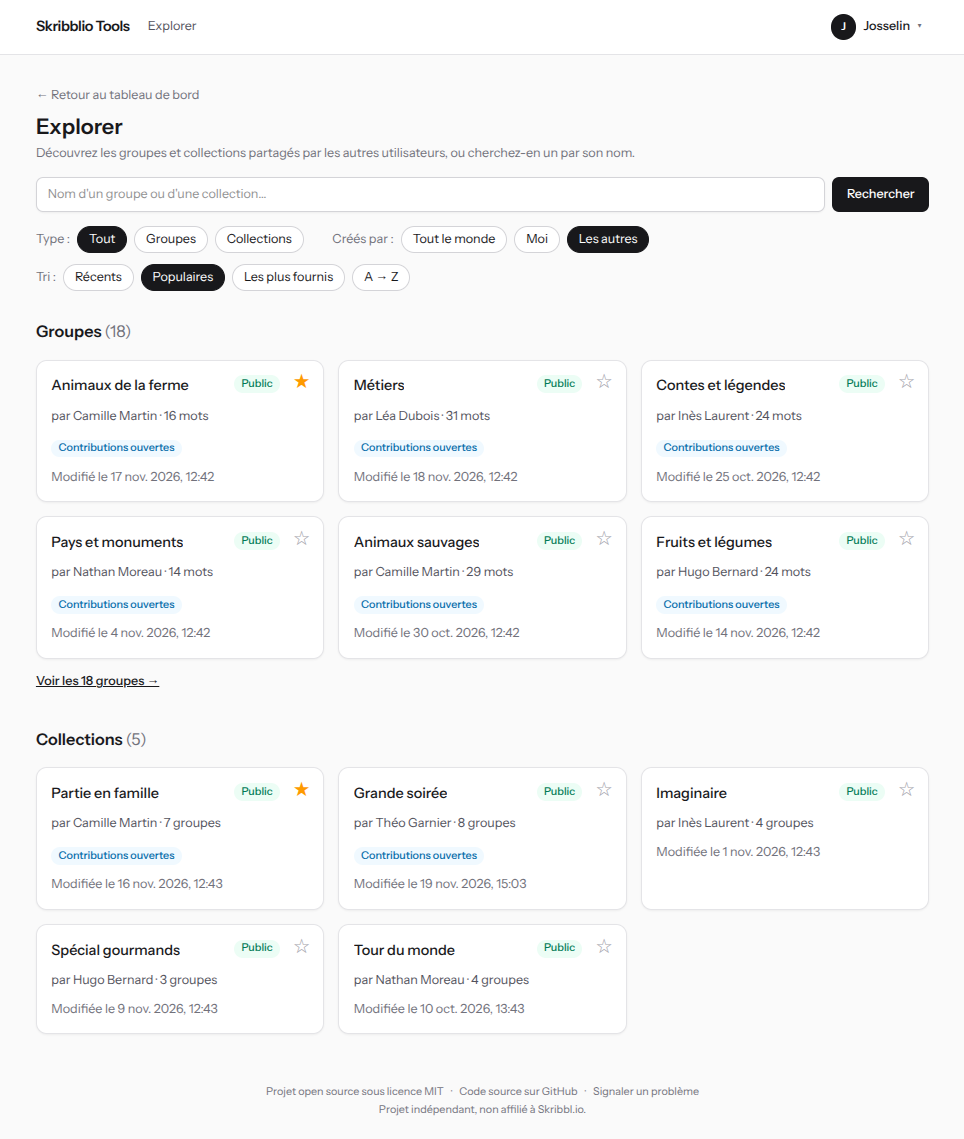 Skribblio Tools Explorer J Josselin
← Retour au tableau de bord
Explorer
Découvrez les groupes et collections partagés par les autres utilisateurs, ou cherchez-en un par son nom.
Nom d'un groupe ou d'une collection... Rechercher
Type : Tout Groupes Collections Créés par : Tout le monde Moi Les autres
Tri : Récents Populaires Les plus fournis A → Z
Groupes (18)
Animaux de la ferme Public
par Camille Martin · 16 mots
Contributions ouvertes
Modifié le 17 nov. 2026, 12:42
Métiers Public
par Léa Dubois · 31 mots
Contributions ouvertes
Modifié le 18 nov. 2026, 12:42
Contes et légendes Public
par Inès Laurent · 24 mots
Contributions ouvertes
Modifié le 25 oct. 2026, 12:42
Pays et monuments Public
par Nathan Moreau · 14 mots
Contributions ouvertes
Modifié le 4 nov. 2026, 12:42
Animaux sauvages Public
par Camille Martin · 29 mots
Contributions ouvertes
Modifié le 30 oct. 2026, 12:42
Fruits et légumes Public
par Hugo Bernard · 24 mots
Contributions ouvertes
Modifié le 14 nov. 2026, 12:42
Voir les 18 groupes →
Collections (5)
Partie en famille Public
par Camille Martin · 7 groupes
Contributions ouvertes
Modifiée le 16 nov. 2026, 12:43
Grande soirée Public
par Théo Garnier · 8 groupes
Contributions ouvertes
Modifiée le 19 nov. 2026, 15:03
Imaginaire Public
par Inès Laurent · 4 groupes
Modifiée le 1 nov. 2026, 12:43
Spécial gourmands Public
par Hugo Bernard · 3 groupes
Modifiée le 9 nov. 2026, 12:43
Tour du monde Public
par Nathan Moreau · 4 groupes
Modifiée le 10 oct. 2026, 13:43
Projet open source sous licence MIT · Code source sur GitHub · Signaler un problème
Projet indépendant, non affilié à Skribbl.io.